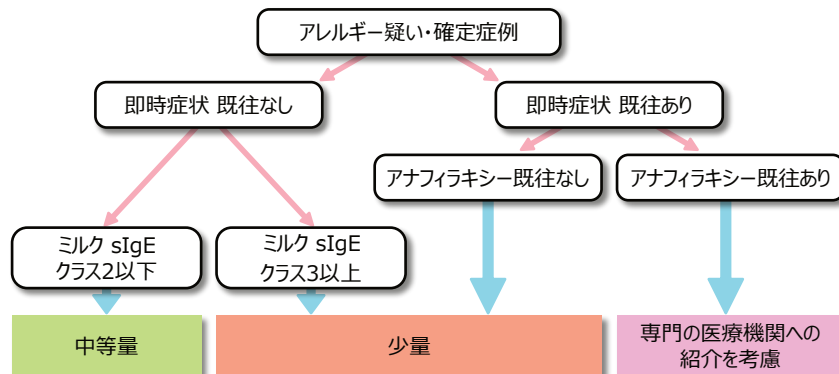 アレルギー疑い・確定症例
即時症状 既往なし
即時症状 既往あり
アナフィラキシー既往なし
アナフィラキシー既往あり
ミルク sIgE
クラス2以下
ミルク sIgE
クラス3以上
中等量
少量
専門の医療機関への
紹介を考慮